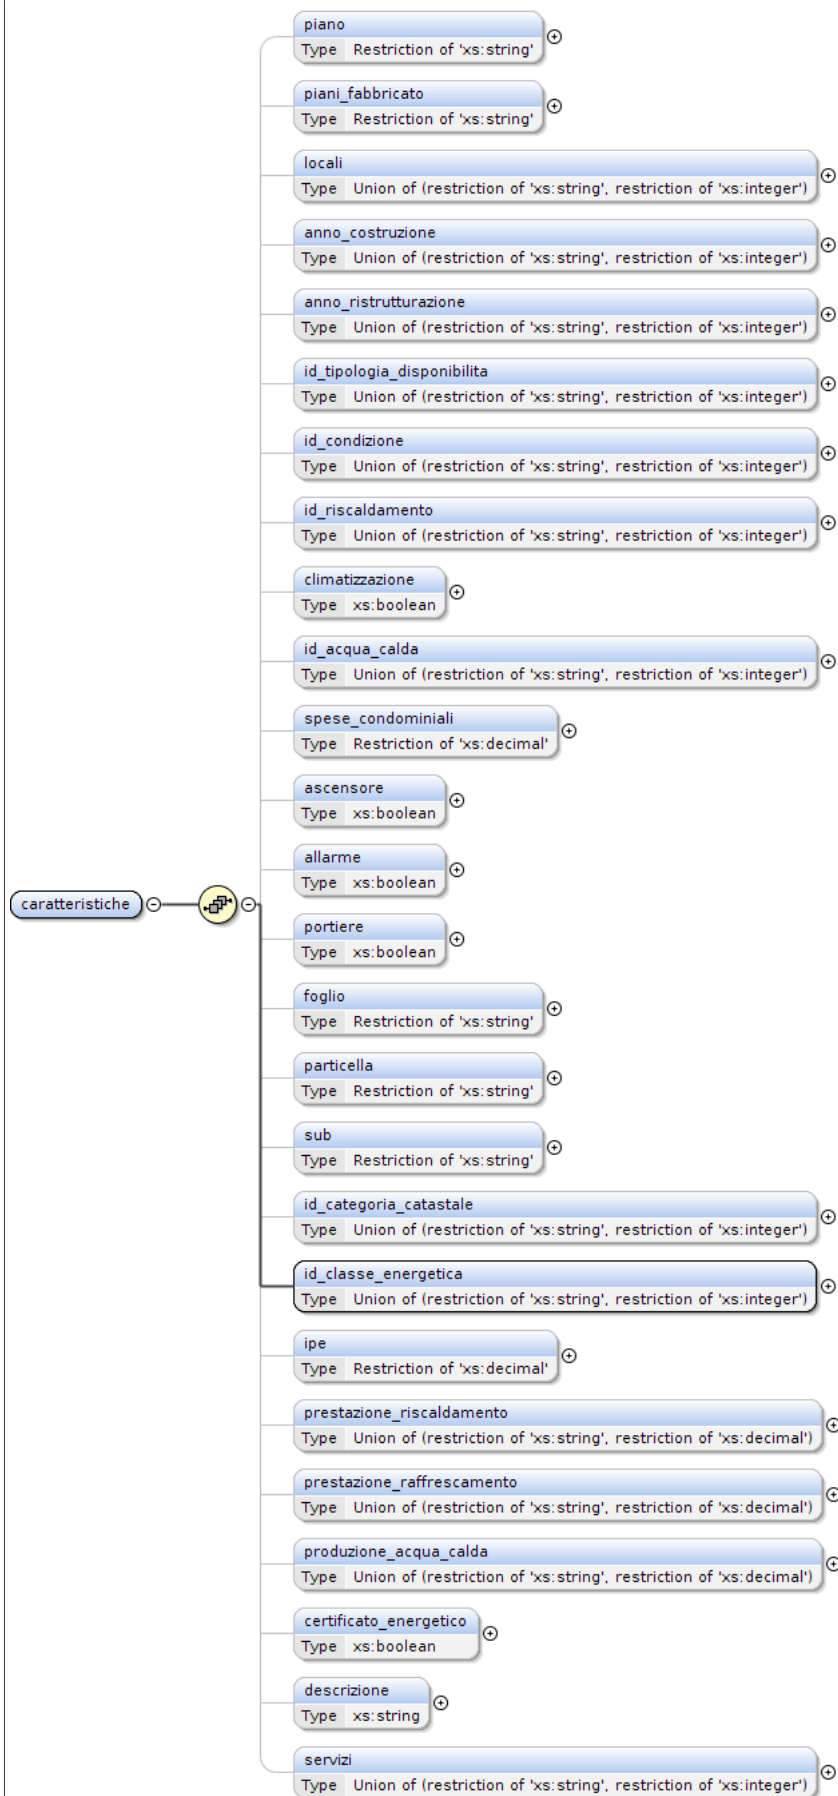 piano
Type Restriction of 'xs:string'
piani_fabbricato
Type Restriction of 'xs:string'
locali
Type Union of (restriction of 'xs:string', restriction of 'xs:integer')
anno_costruzione
Type Union of (restriction of 'xs:string', restriction of 'xs:integer')
anno_ristrutturazione
Type Union of (restriction of 'xs:string', restriction of 'xs:integer')
id_tipologia_disponibilita
Type Union of (restriction of 'xs:string', restriction of 'xs:integer')
id_condizione
Type Union of (restriction of 'xs:string', restriction of 'xs:integer')
id_riscaldamento
Type Union of (restriction of 'xs:string', restriction of 'xs:integer')
climatizzazione
Type xs:boolean
id_acqua_calda
Type Union of (restriction of 'xs:string', restriction of 'xs:integer')
spese_condominiali
Type Restriction of 'xs:decimal'
ascensore
Type xs:boolean
allarme
Type xs:boolean
caratteristiche
portiere
Type xs:boolean
foglio
Type Restriction of 'xs:string'
particella
Type Restriction of 'xs:string'
sub
Type Restriction of 'xs:string'
id_categoria_catastale
Type Union of (restriction of 'xs:string', restriction of 'xs:integer')
id_classe_energetica
Type Union of (restriction of 'xs:string', restriction of 'xs:integer')
ipe
Type Restriction of 'xs:decimal'
prestazione_riscaldamento
Type Union of (restriction of 'xs:string', restriction of 'xs:decimal')
prestazione_raffrescamento
Type Union of (restriction of 'xs:string', restriction of 'xs:decimal')
produzione_acqua_calda
Type Union of (restriction of 'xs:string', restriction of 'xs:decimal')
certificato_energetico
Type xs:boolean
descrizione
Type xs:string
servizi
Type Union of (restriction of 'xs:string', restriction of 'xs:integer')